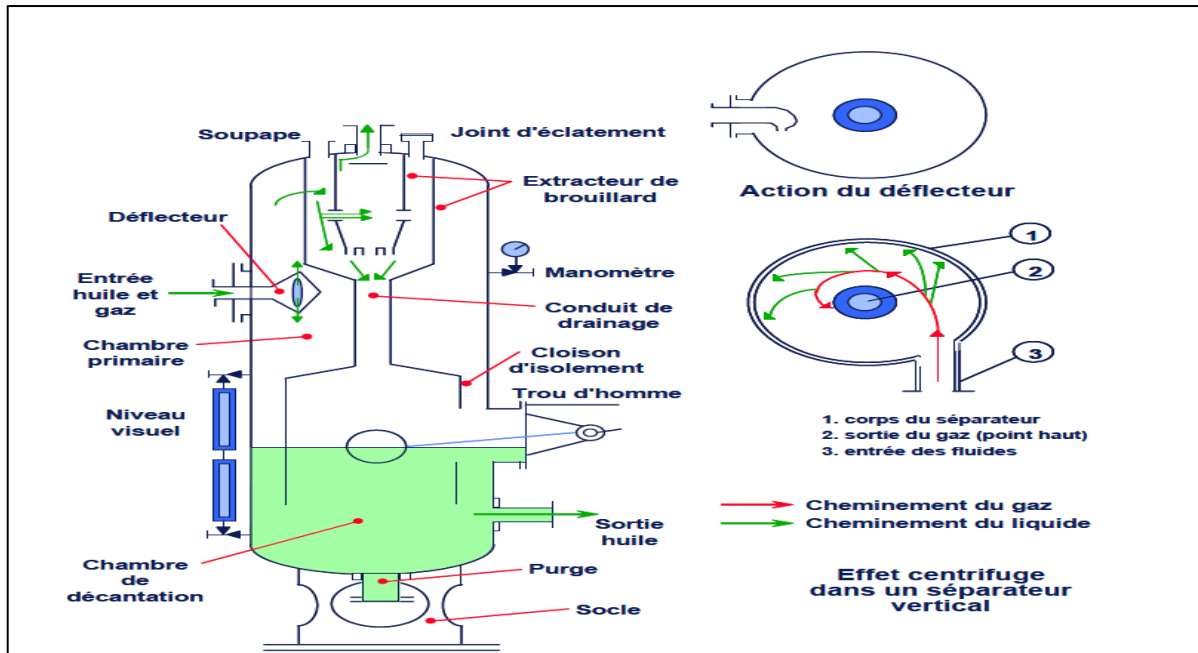 Soupape
Joint d'éclatement
Extracteur de
brouillard
Déflecteur
Entrée
huile et
gaz
Manomètre
Conduit de
drainage
Chambre
primaire
Cloison
d'isolement
Trou d'homme
Niveau
visuel
Sortie
huile
Chambre
de
décantation
Purge
Socle
Action du déflecteur
1
2
3
1. corps du séparateur
2. sortie du gaz (point haut)
3. entrée des fluides
Cheminement du gaz
Cheminement du liquide
Effet centrifuge
dans un séparateur
vertical